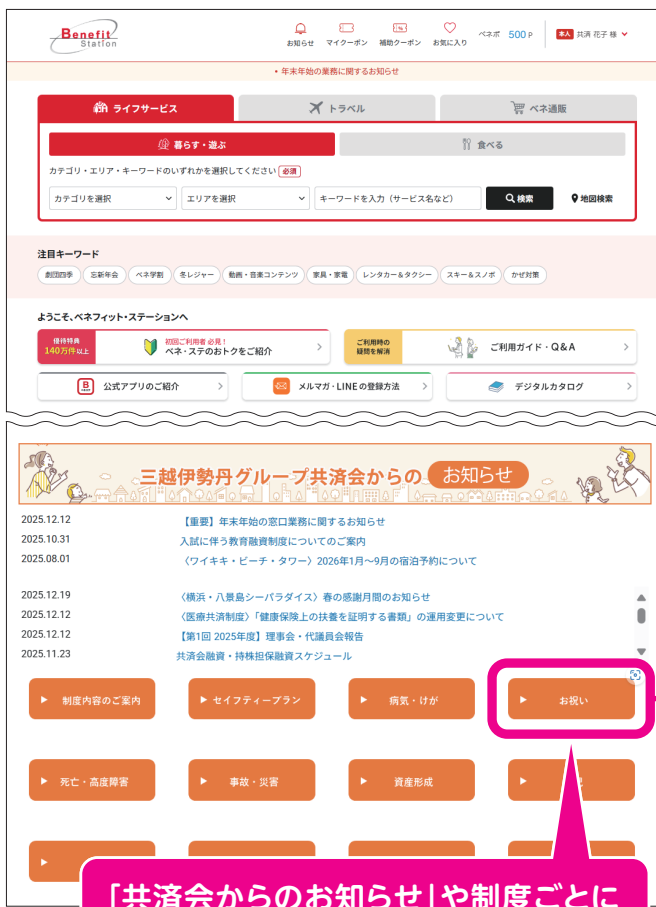 Benefit
Station
お知らせ
マイクーポン
補助クーポン
お気に入り
ベネポ 500 P
本人 共済 花子 様
• 年末年始の業務に関するお知らせ
ライフサービス
トラベル
ベネ通販
暮らす・遊ぶ
食べる
カテゴリ・エリア・キーワードのいずれかを選択してください 必須
カテゴリを選択
エリアを選択
キーワードを入力（サービス名など）
検索
地図検索
注目キーワード
劇団四季
忘新年会
ベネ学割
冬レジャー
動画・音楽コンテンツ
家具・家電
レンタカー＆タクシー
スキー＆スノボ
かぜ対策
ようこそ、ベネフィット・ステーションへ
優待特典
140万件以上
初回ご利用者必見！
ベネ・ステのおトクをご紹介
ご利用時の
疑問を解消
ご利用ガイド・Q&A
公式アプリのご紹介
メルマガ・LINEの登録方法
デジタルカタログ
三越伊勢丹グループ共済会からの お知らせ
2025.12.12 【重要】年末年始の窓口業務に関するお知らせ
2025.10.31 入試に伴う教育融資制度についてのご案内
2025.08.01 〈ワイキキ・ビーチ・タワー〉2026年1月～9月の宿泊予約について
2025.12.19 〈横浜・八景島シーパラダイス〉春の感謝月間のお知らせ
2025.12.12 〈医療共済制度〉「健康保険上の扶養を証明する書類」の運用変更について
2025.12.12 【第1回 2025年度】理事会・代議員会報告
2025.11.23 共済会融資・持株担保融資スケジュール
制度内容のご案内
セイフティープラン
病気・けが
お祝い
死亡・高度障害
事故・災害
資産形成
「共済会からのお知らせ」や制度ごとに